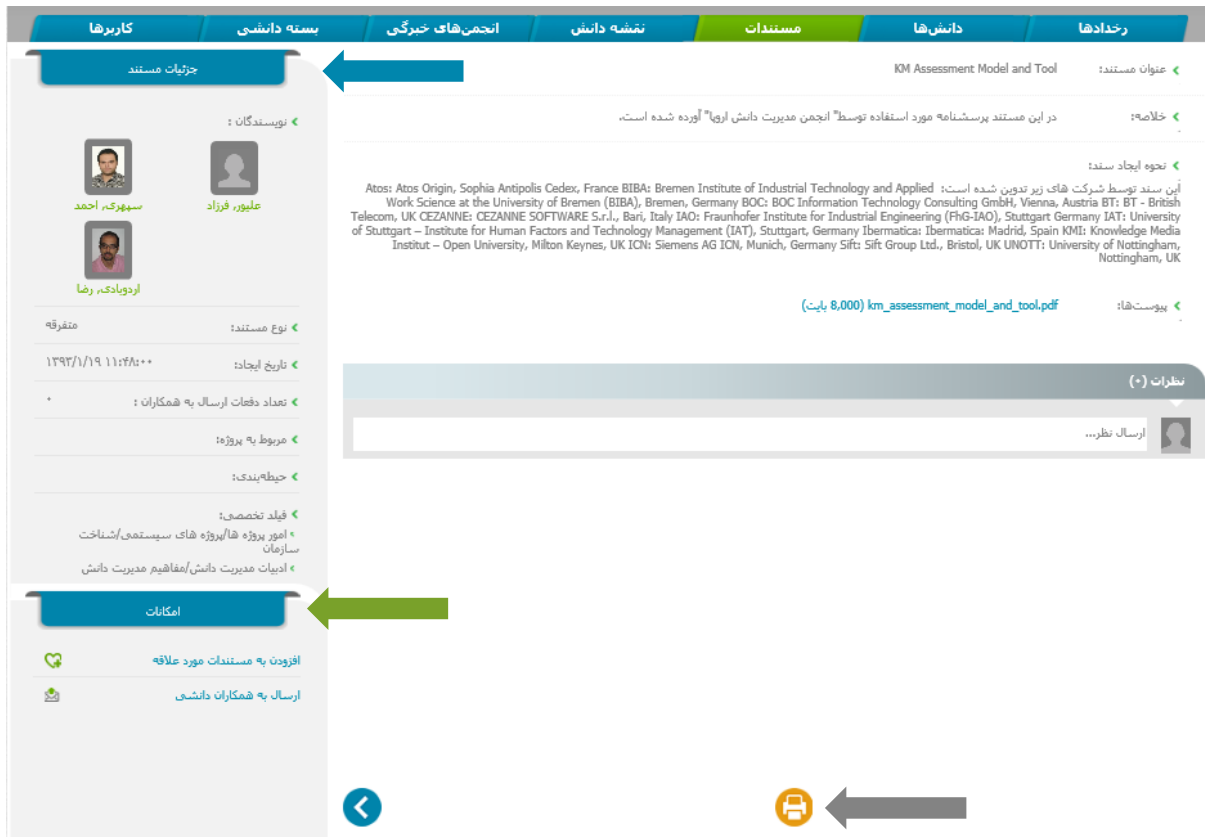 رخدادها
دانش‌ها
مستندات
نقشه دانش
انجمن‌های خبرگی
بسته دانشی
کاربرها
عنوان مستند: KM Assessment Model and Tool
خلاصه: در این مستند پرسشنامه مورد استفاده توسط" انجمن مدیریت دانش اروپا" آورده شده است.
نحوه ایجاد سند:
این سند توسط شرکت های زیر تدوین شده است: Atos: Atos Origin, Sophia Antipolis Cedex, France BIBA: Bremen Institute of Industrial Technology and Applied
Work Science at the University of Bremen (BIBA), Bremen, Germany BOC: BOC Information Technology Consulting GmbH, Vienna, Austria BT: BT - British
Telecom, UK CEZANNE: CEZANNE SOFTWARE S.r.l., Bari, Italy IAO: Fraunhofer Institute for Industrial Engineering (FhG-IAO), Stuttgart Germany IAT: University
of Stuttgart – Institute for Human Factors and Technology Management (IAT), Stuttgart, Germany Ibermatica: Ibermatica: Madrid, Spain KMI: Knowledge Media
Institut – Open University, Milton Keynes, UK ICN: Siemens AG ICN, Munich, Germany Sift: Sift Group Ltd., Bristol, UK UNOTT: University of Nottingham,
Nottingham, UK
پیوست‌ها: km_assessment_model_and_tool.pdf (8,000 بایت)
نظرات (۰)
ارسال نظر...
جزئیات مستند
نویسندگان :
علیپور, فرزاد
سپهری, احمد
اردوبادی, رضا
نوع مستند: متفرقه
تاریخ ایجاد: ۱۳۹۳/۱/۱۹ ۱۱:۴۸:۰۰
تعداد دفعات ارسال به همکاران : ۰
مربوط به پروژه:
حیطه‌بندی:
فیلد تخصصی:
امور پروژه ها/پروژه های سیستمی/شناخت
سازمان
ادبیات مدیریت دانش/مفاهیم مدیریت دانش
امکانات
افزودن به مستندات مورد علاقه
ارسال به همکاران دانشی